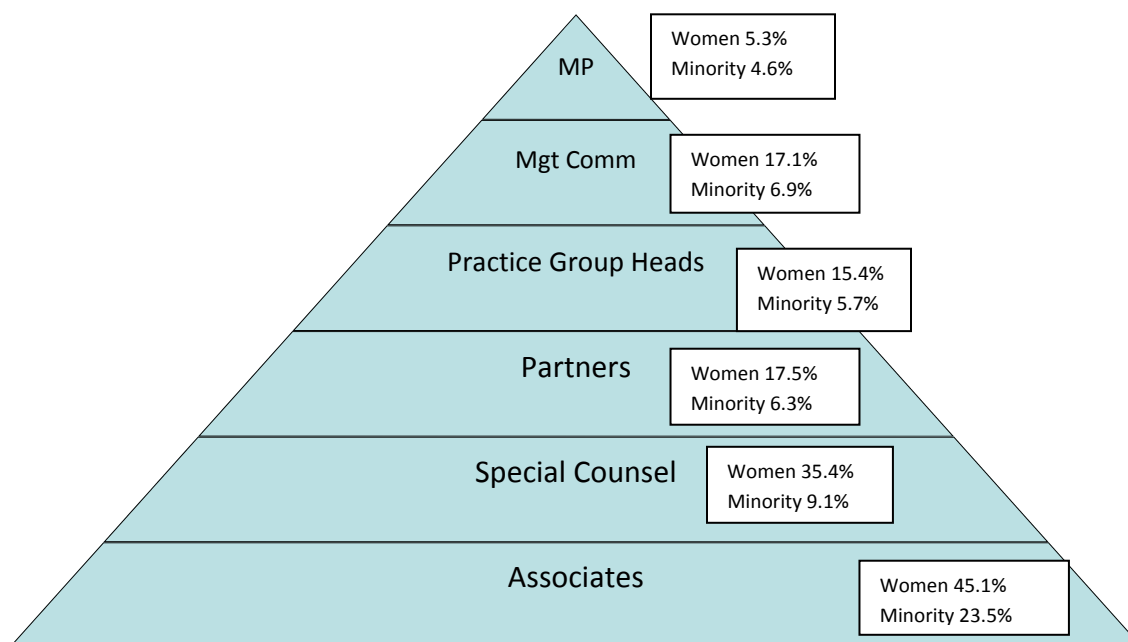 MP
Women 5.3%
Minority 4.6%
Mgt Comm
Women 17.1%
Minority 6.9%
Practice Group Heads
Women 15.4%
Minority 5.7%
Partners
Women 17.5%
Minority 6.3%
Special Counsel
Women 35.4%
Minority 9.1%
Associates
Women 45.1%
Minority 23.5%